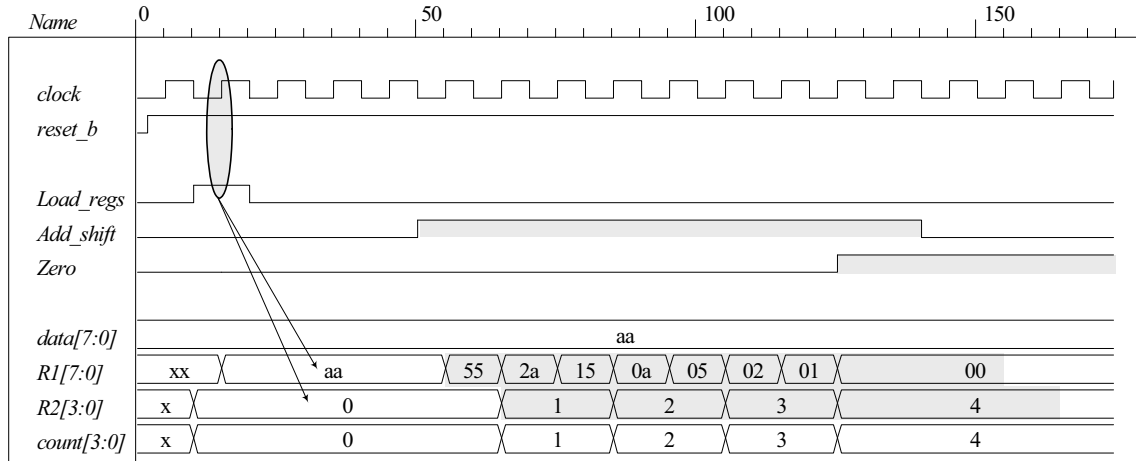 Name 0 50 100 150
clock
reset_b
Load_regs
Add_shift
Zero
data[7:0] aa
R1[7:0] xx aa 55 2a 15 0a 05 02 01 00
R2[3:0] x 0 1 2 3 4
count[3:0] x 0 1 2 3 4